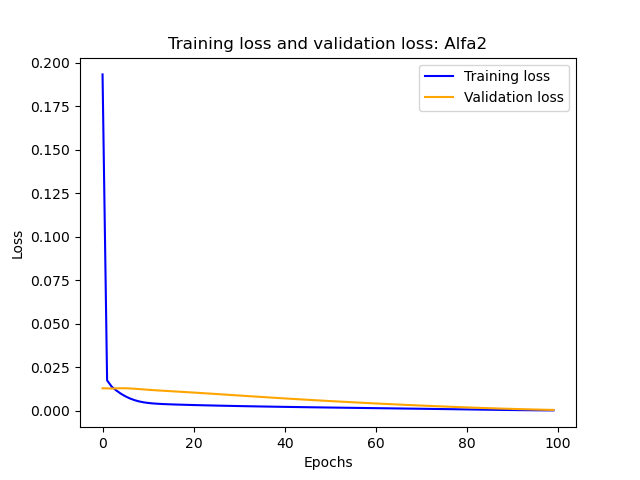 Training loss and validation loss: Alfa2
Training loss
Validation loss
Loss
0.200
0.175
0.150
0.125
0.100
0.075
0.050
0.025
0.000
0 20 40 60 80 100
Epochs